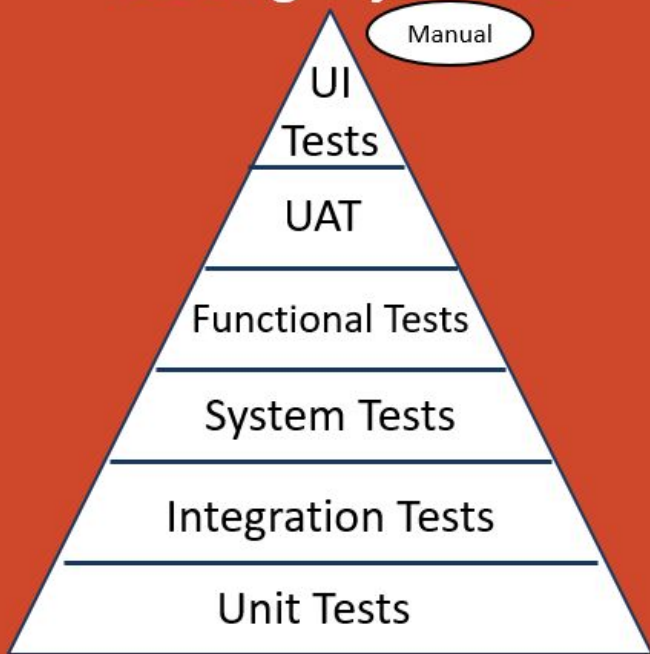 Manual
UI
Tests
UAT
Functional Tests
System Tests
Integration Tests
Unit Tests